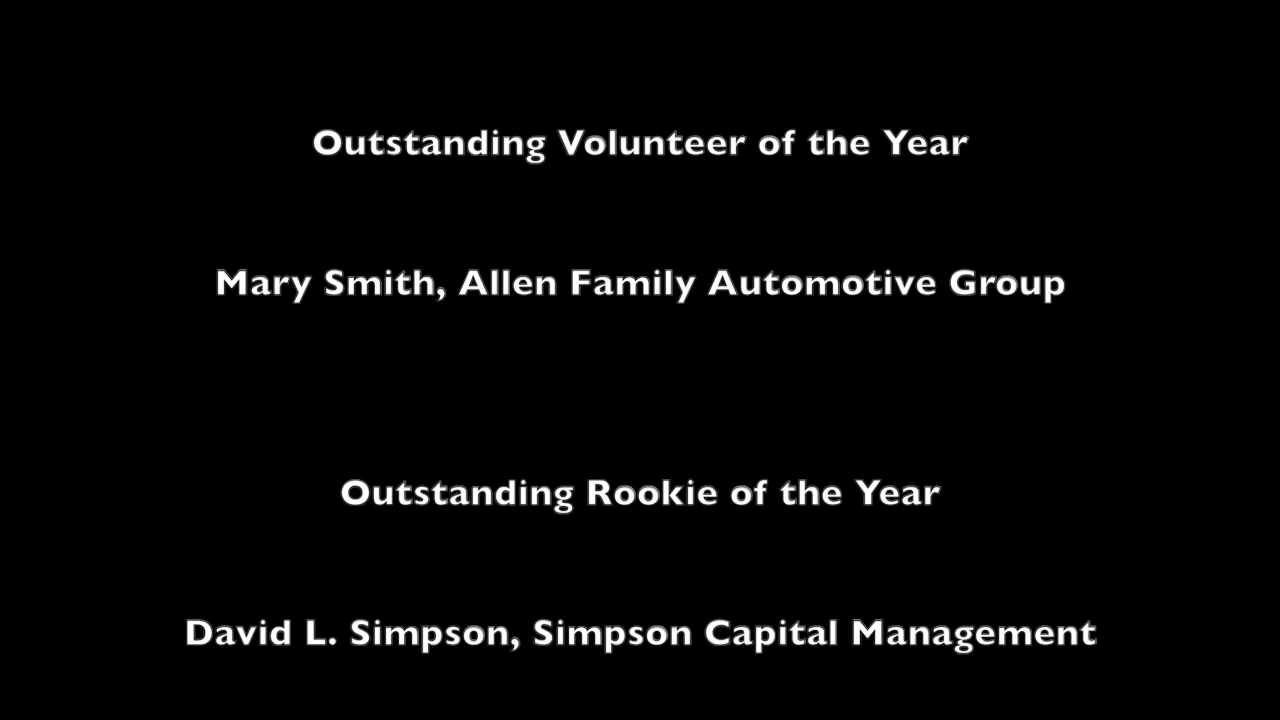 Outstanding Volunteer of the Year
Mary Smith, Allen Family Automotive Group
Outstanding Rookie of the Year
David L. Simpson, Simpson Capital Management